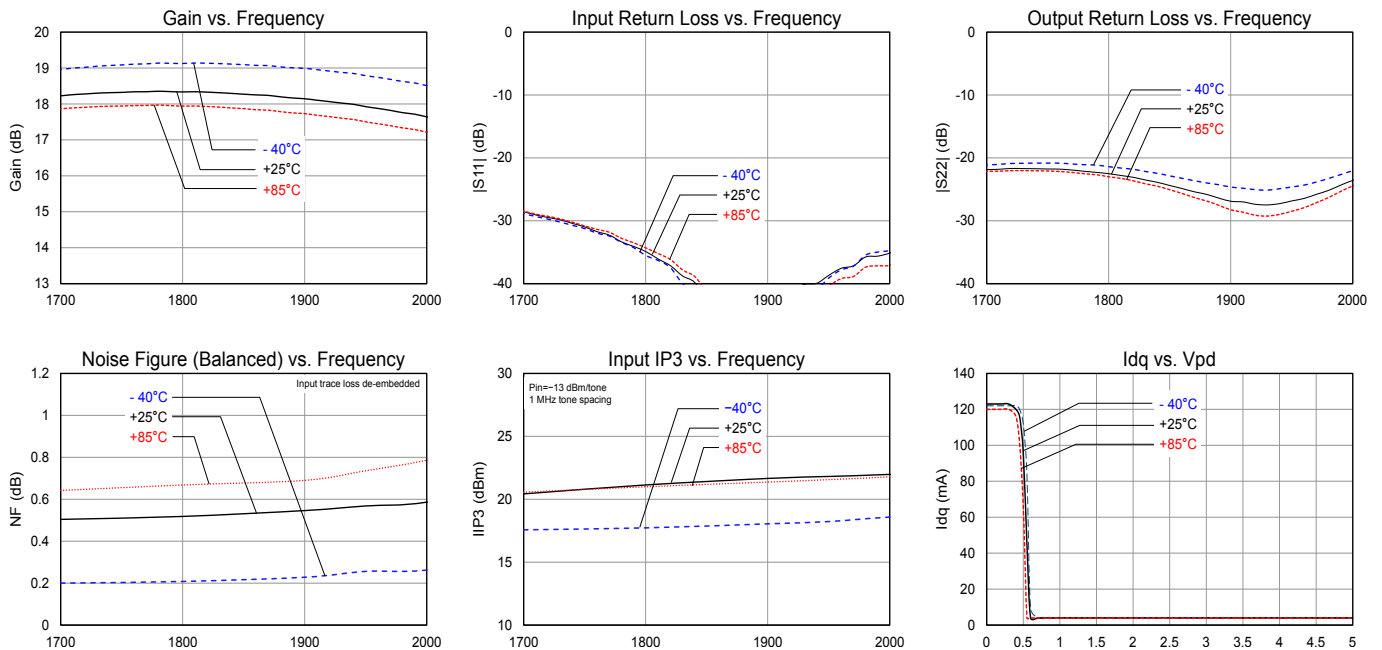 Gain vs. Frequency
Gain (dB)
20
19
18
17
16
15
14
13
1700
1800
1900
2000
- 40°C
+25°C
+85°C
Input Return Loss vs. Frequency
|S11| (dB)
0
-10
-20
-30
-40
1700
1800
1900
2000
- 40°C
+25°C
+85°C
Output Return Loss vs. Frequency
|S22| (dB)
0
-10
-20
-30
-40
1700
1800
1900
2000
- 40°C
+25°C
+85°C
Noise Figure (Balanced) vs. Frequency
Input trace loss de-embedded
NF (dB)
1.2
1
0.8
0.6
0.4
0.2
0
1700
1800
1900
2000
- 40°C
+25°C
+85°C
Input IP3 vs. Frequency
Pin=−13 dBm/tone
1 MHz tone spacing
IIP3 (dBm)
30
25
20
15
10
1700
1800
1900
2000
−40°C
+25°C
+85°C
Idq vs. Vpd
Idq (mA)
140
120
100
80
60
40
20
0
0
0.5
1
1.5
2
2.5
3
3.5
4
4.5
5
- 40°C
+25°C
+85°C